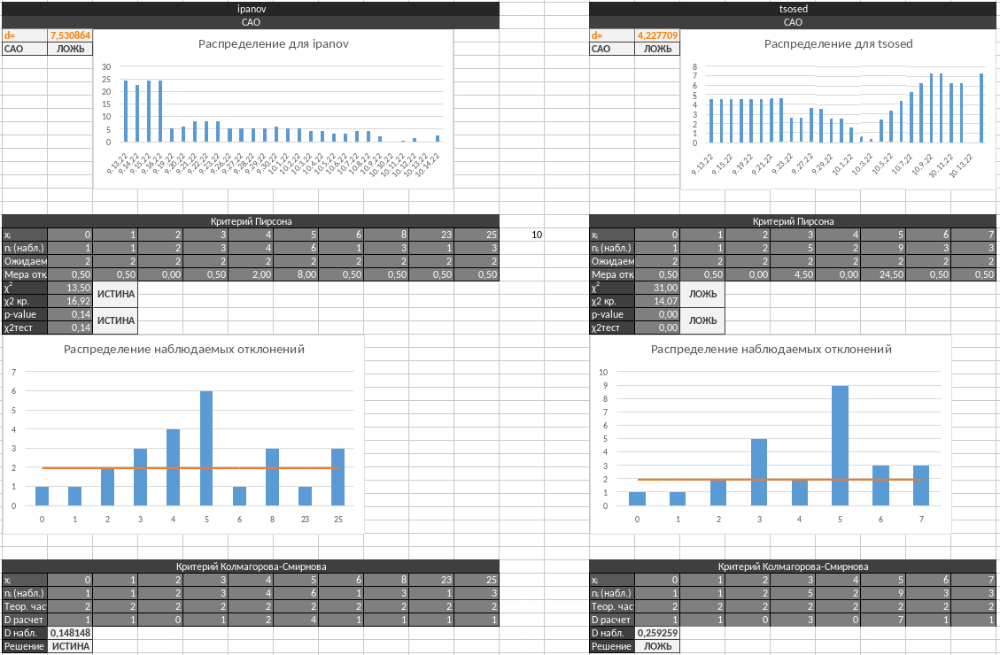 ipanov
САО
d= 7,530864
САО ЛОЖЬ
Распределение для ipanov
30
25
20
15
10
5
0
9.13.22 9.14.22 9.15.22 9.16.22 9.19.22 9.20.22 9.21.22 9.22.22 9.23.22 9.26.22 9.27.22 9.28.22 9.29.22 9.30.22 10.1.22 10.2.22 10.3.22 10.4.22 10.5.22 10.6.22 10.7.22 10.8.22 10.9.22 10.10.22 10.11.22 10.12.22 10.13.22 10.14.22
Критерий Пирсона
xᵢ 0 1 2 3 4 5 6 8 23 25 10
nᵢ (набл.) 1 1 2 3 4 6 1 3 1 3
Ожидаем 2 2 2 2 2 2 2 2 2 2
Мера отк 0,50 0,50 0,00 0,50 2,00 8,00 0,50 0,50 0,50 0,50
χ² 13,50 ИСТИНА
χ2 кр. 16,92
p-value 0,14 ИСТИНА
χ2тест 0,14
Распределение наблюдаемых отклонений
7
6
5
4
3
2
1
0
0 1 2 3 4 5 6 8 23 25
Критерий Колмагорова-Смирнова
xᵢ 0 1 2 3 4 5 6 8 23 25
nᵢ (набл.) 1 1 2 3 4 6 1 3 1 3
Теор. час 2 2 2 2 2 2 2 2 2 2
D расчет 1 1 0 1 2 4 1 1 1 1
D набл. 0,148148
Решение ИСТИНА
tsosed
САО
d= 4,227709
САО ЛОЖЬ
Распределение для tsosed
8
7
6
5
4
3
2
1
0
9.13.22 9.15.22 9.19.22 9.21.22 9.23.22 9.27.22 9.29.22 10.1.22 10.3.22 10.5.22 10.7.22 10.9.22 10.11.22 10.13.22
Критерий Пирсона
xᵢ 0 1 2 3 4 5 6 7
nᵢ (набл.) 1 1 2 5 2 9 3 3
Ожидаем 2 2 2 2 2 2 2 2
Мера отк 0,50 0,50 0,00 4,50 0,00 24,50 0,50 0,50
χ² 31,00 ЛОЖЬ
χ2 кр. 14,07
p-value 0,00 ЛОЖЬ
χ2тест 0,00
Распределение наблюдаемых отклонений
10
9
8
7
6
5
4
3
2
1
0
0 1 2 3 4 5 6 7
Критерий Колмагорова-Смирнова
xᵢ 0 1 2 3 4 5 6 7
nᵢ (набл.) 1 1 2 5 2 9 3 3
Теор. час 2 2 2 2 2 2 2 2
D расчет 1 1 0 3 0 7 1 1
D набл. 0,259259
Решение ЛОЖЬ